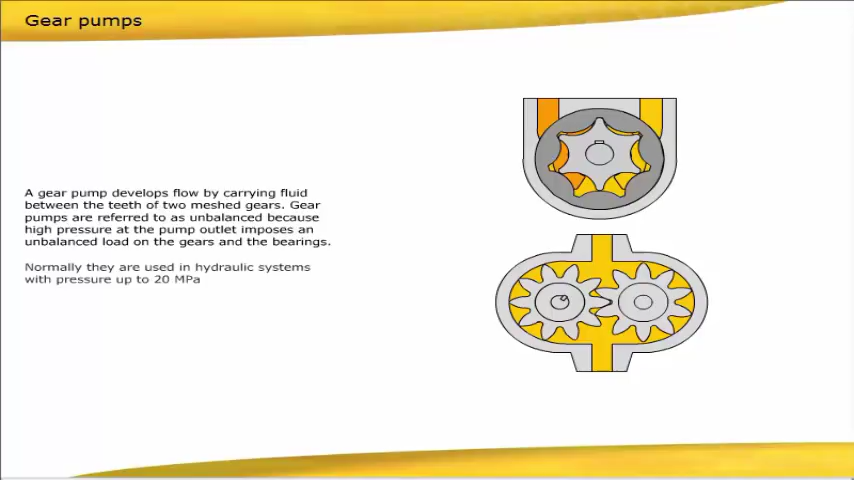 Gear pumps
A gear pump develops flow by carrying fluid
between the teeth of two meshed gears. Gear
pumps are referred to as unbalanced because
high pressure at the pump outlet imposes an
unbalanced load on the gears and the bearings.
Normally they are used in hydraulic systems
with pressure up to 20 MPa